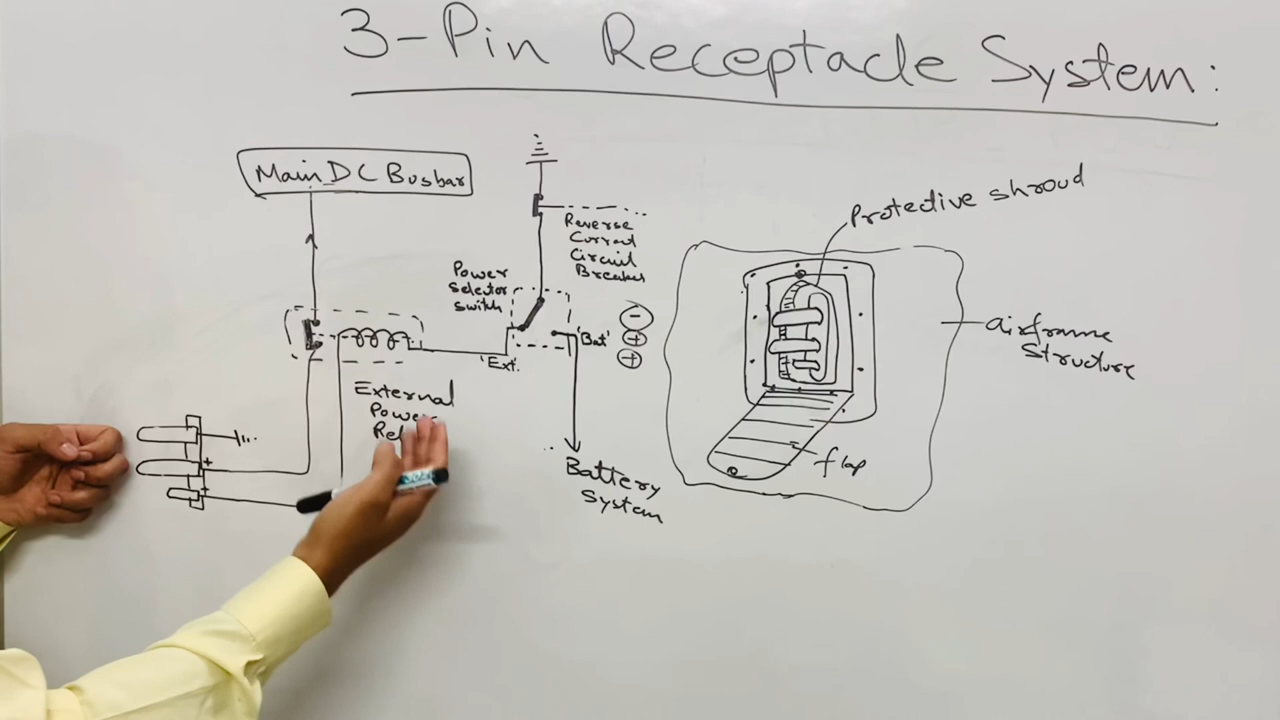 3-Pin Receptacle System:
Main DC Busbar
Reverse
Current
Circuit
Breaker
Power
Selector
Switch
'Ext.
'Bat'
-
+
+
External
Power
+
+
Battery
System
Protective shroud
airframe
Structure
flap